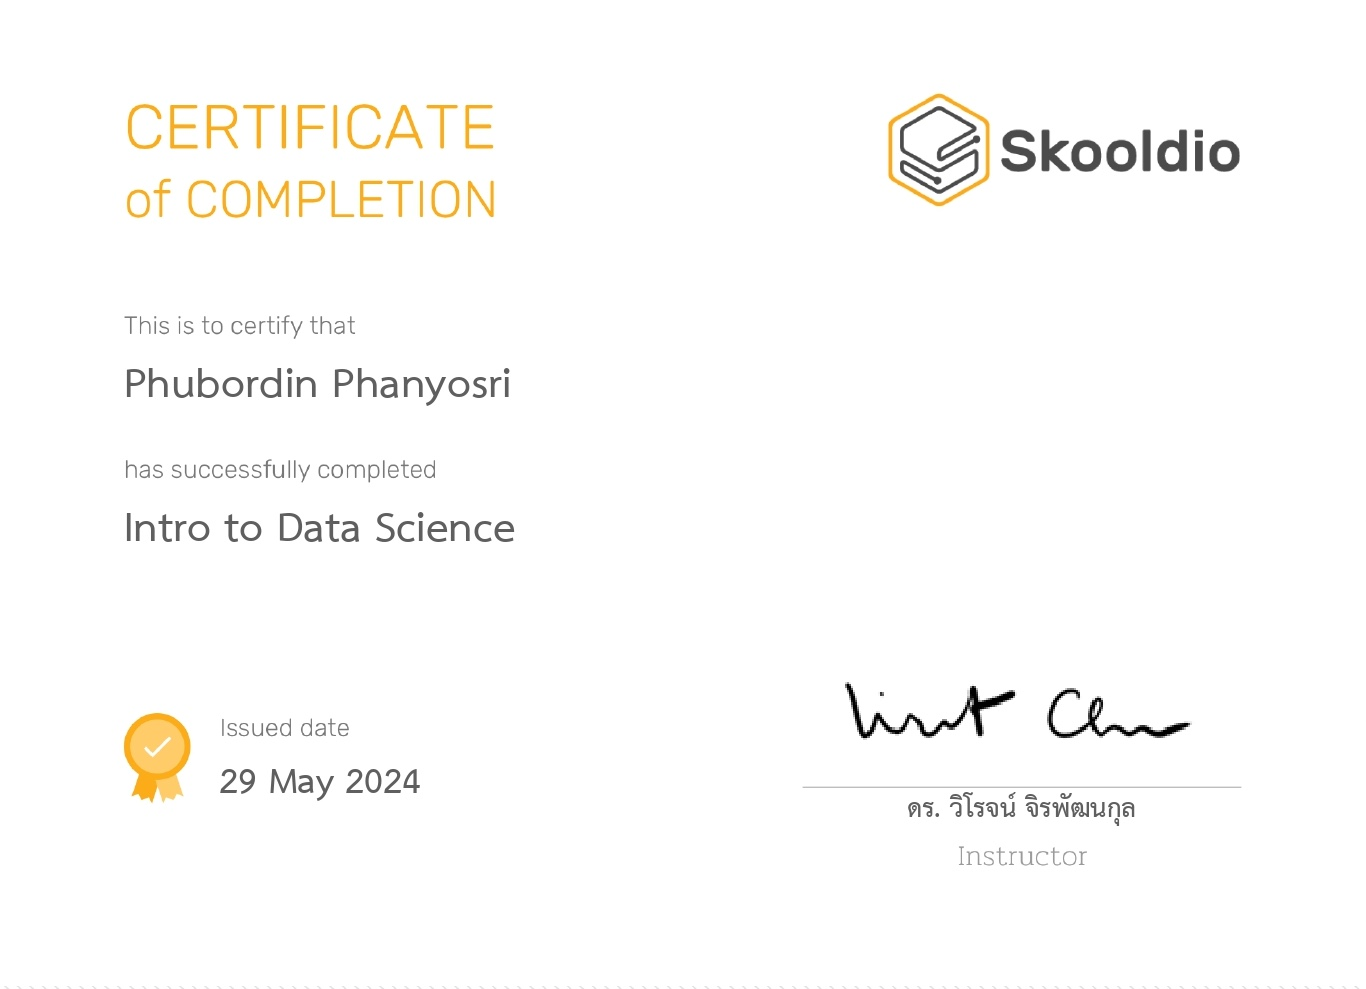 CERTIFICATE
of COMPLETION
Skooldio
This is to certify that
Phubordin Phanyosri
has successfully completed
Intro to Data Science
Issued date
29 May 2024
ดร. วิโรจน์ จิรพัฒนกุล
Instructor